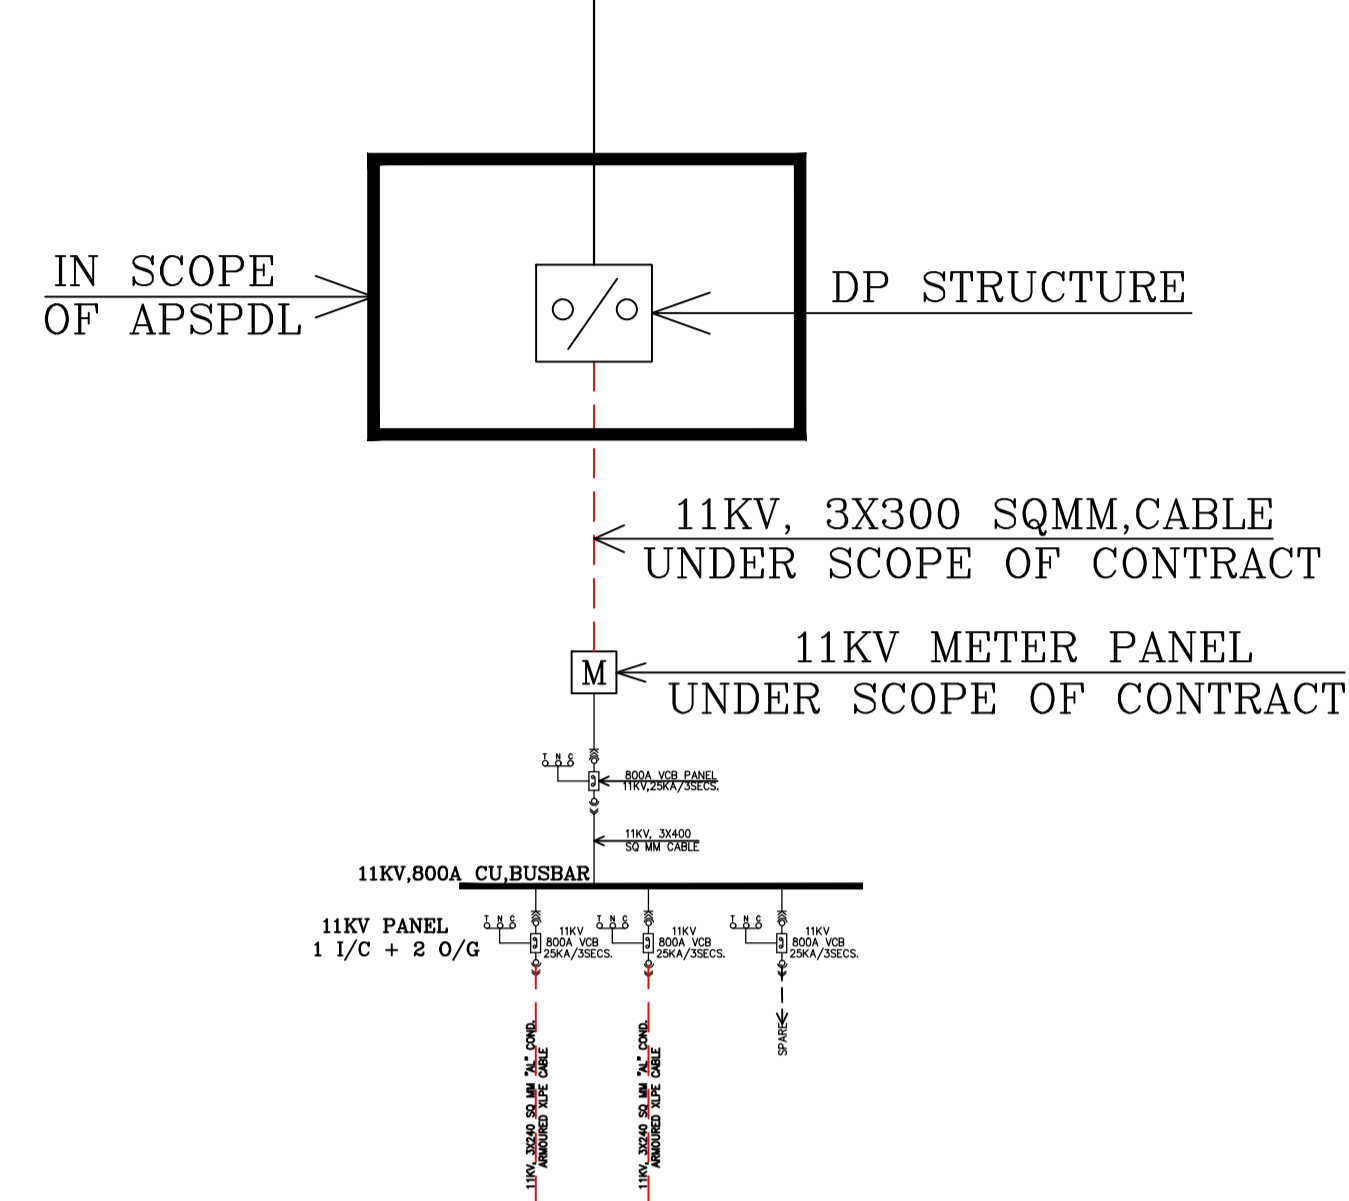 IN SCOPE
OF APSPDL
DP STRUCTURE
11KV, 3X300 SQMM,CABLE
UNDER SCOPE OF CONTRACT
M
11KV METER PANEL
UNDER SCOPE OF CONTRACT
T N C
800A VCB PANEL
11KV,25KA/3SECS.
11KV, 3X400
SQ MM CABLE
11KV,800A CU,BUSBAR
11KV PANEL
1 I/C + 2 O/G
T N C
11KV
800A VCB
25KA/3SECS.
T N C
11KV
800A VCB
25KA/3SECS.
T N C
11KV
800A VCB
25KA/3SECS.
11KV, 3X240 SQ MM "AL" COND.
ARMOURED XLPE CABLE
11KV, 3X240 SQ MM "AL" COND.
ARMOURED XLPE CABLE
SPARE